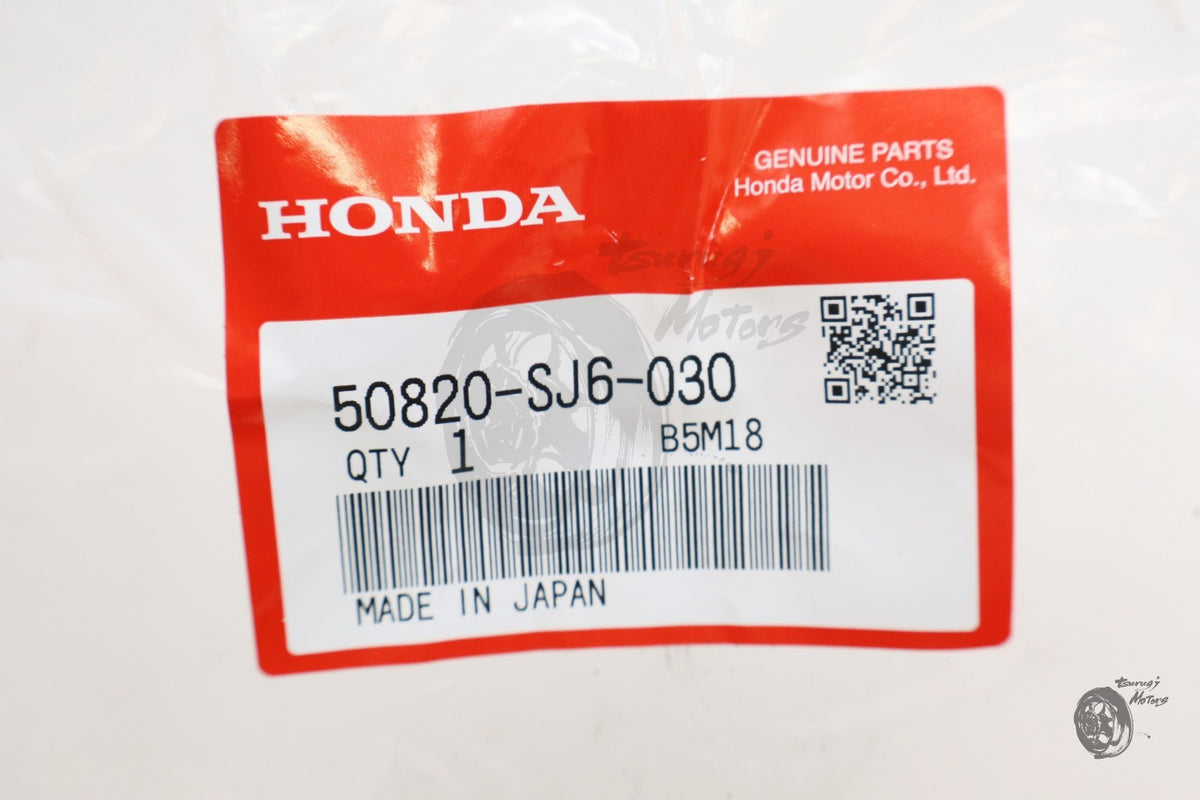 GENUINE PARTS
Honda Motor Co., Ltd.
HONDA
tsurugi
Motors
50820-SJ6-030
QTY 1 B5M18
MADE IN JAPAN
tsurugi
Motors